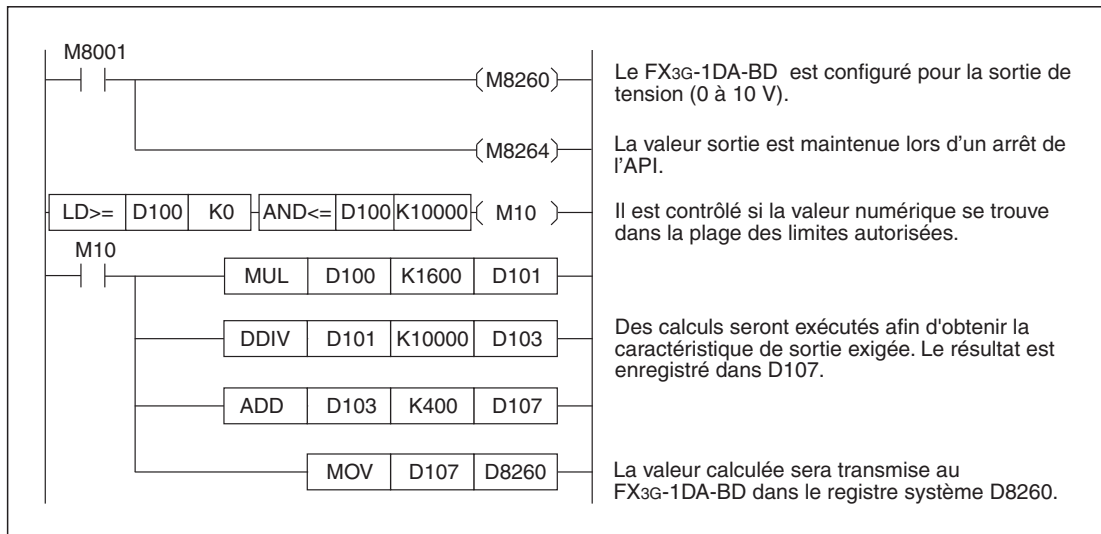 M8001
M8260
Le FX3G-1DA-BD est configuré pour la sortie de
tension (0 à 10 V).
M8264
La valeur sortie est maintenue lors d'un arrêt de
l'API.
LD>= D100 K0 AND<= D100 K10000 M10
Il est contrôlé si la valeur numérique se trouve
dans la plage des limites autorisées.
M10
MUL D100 K1600 D101
DDIV D101 K10000 D103
Des calculs seront exécutés afin d'obtenir la
caractéristique de sortie exigée. Le résultat est
enregistré dans D107.
ADD D103 K400 D107
MOV D107 D8260
La valeur calculée sera transmise au
FX3G-1DA-BD dans le registre système D8260.